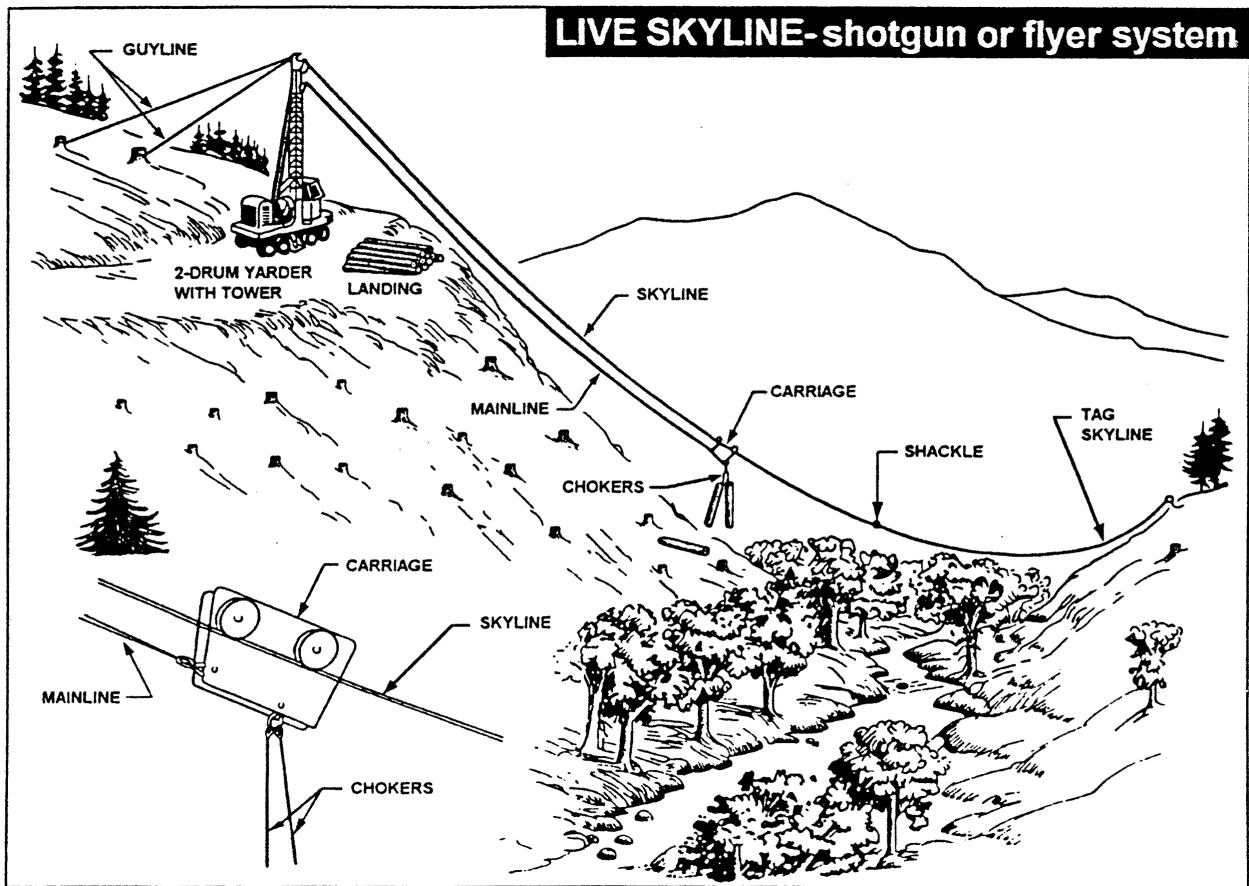 LIVE SKYLINE-shotgun or flyer system
GUYLINE
2-DRUM YARDER
WITH TOWER
LANDING
SKYLINE
MAINLINE
CARRIAGE
TAG
SKYLINE
SHACKLE
CHOKERS
CARRIAGE
SKYLINE
MAINLINE
CHOKERS